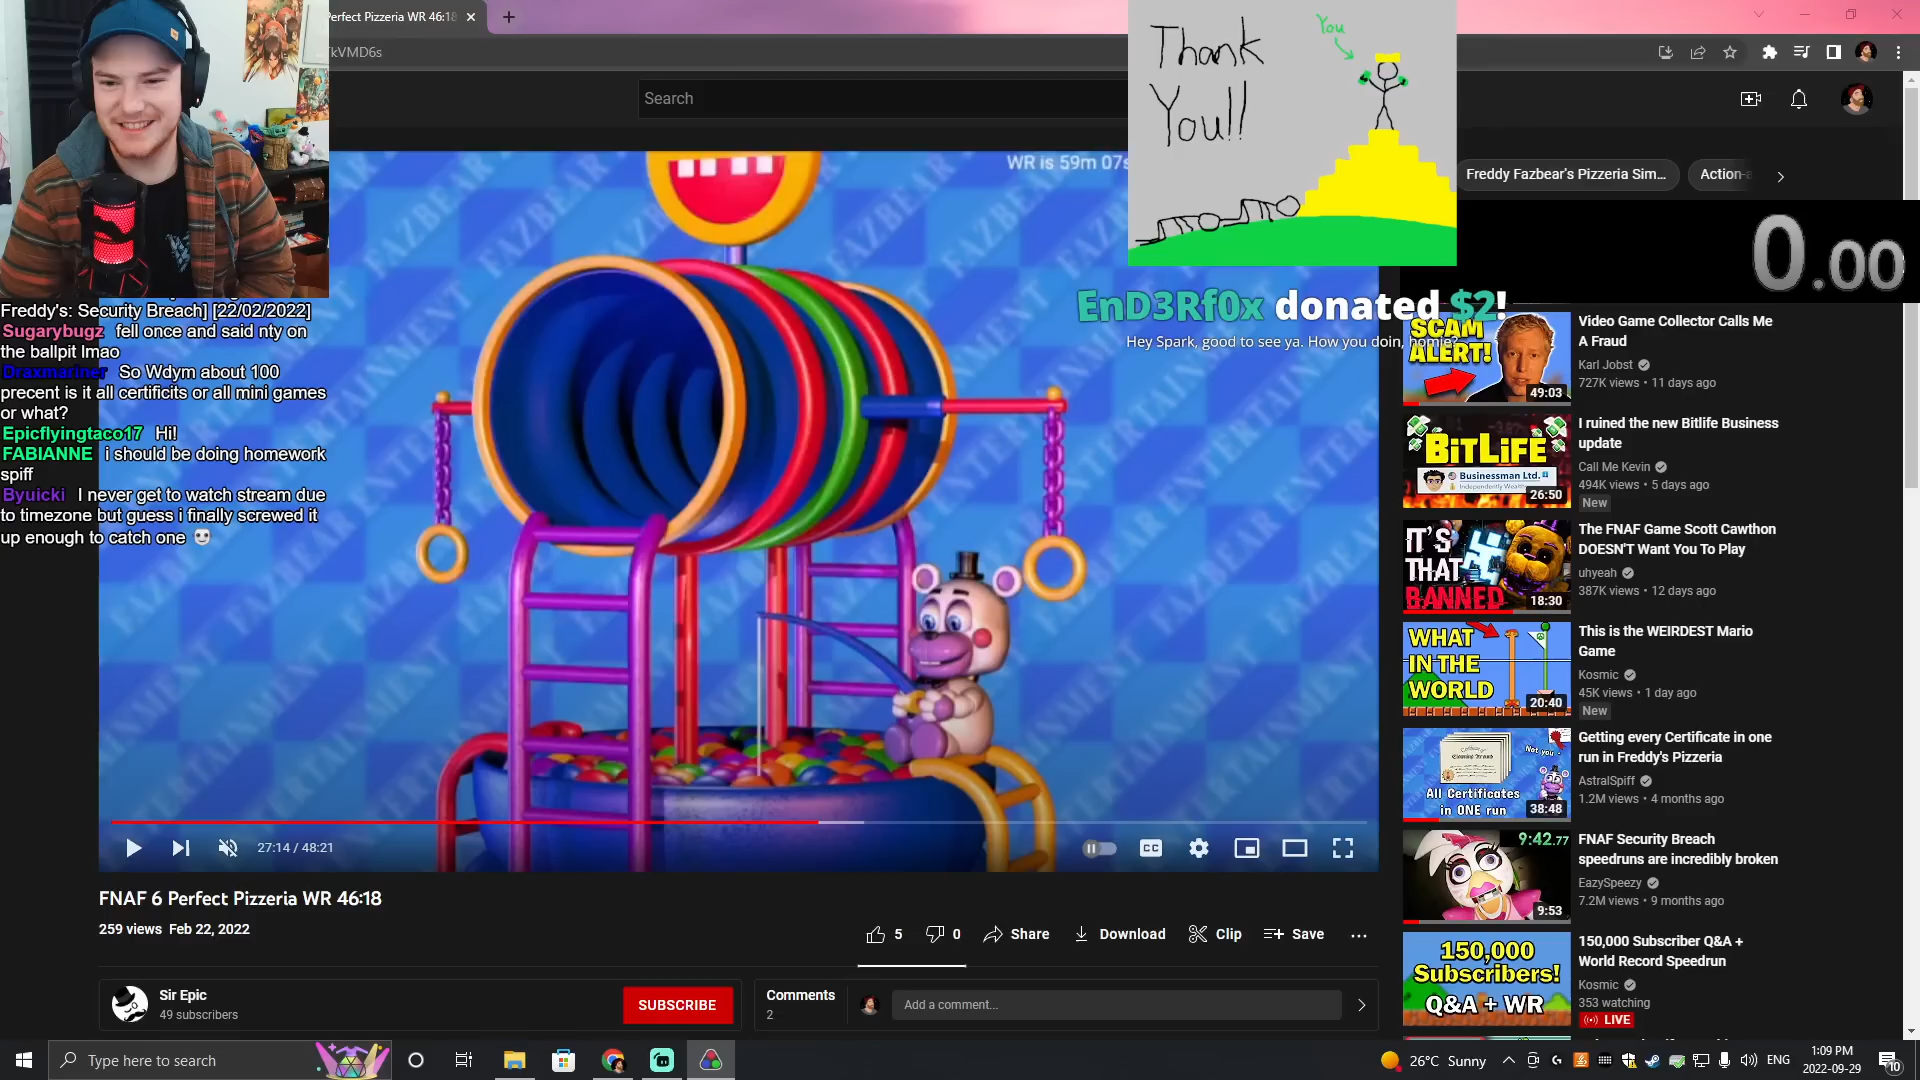 erfect Pizzeria WR 46:18
kVMD6s
Search
Thank
You!!
You
WR is 59m 07s
Freddy Fazbear's Pizzeria Sim...
Action-a
0.00
EnD3Rf0x donated $2!
Hey Spark, good to see ya. How you doin, homie?
Freddy's: Security Breach] [22/02/2022]
Sugarybugz fell once and said nty on
the ballpit lmao
Draxmariner So Wdym about 100
precent is it all certificits or all mini games
or what?
Epicflyingtaco17 Hi!
FABIANNE i should be doing homework
spiff
Byuicki I never get to watch stream due
to timezone but guess i finally screwed it
up enough to catch one
FAZBEAR ENTERTAINMENT
27:14 / 48:21
CC
FNAF 6 Perfect Pizzeria WR 46:18
259 views Feb 22, 2022
5
0
Share
Download
Clip
Save
Sir Epic
49 subscribers
SUBSCRIBE
Comments
2
Add a comment...
SCAM
ALERT!
49:03
Video Game Collector Calls Me
A Fraud
Karl Jobst
727K views • 11 days ago
BITLIFE
Businessman Ltd.
Independently Wealthy
26:50
I ruined the new Bitlife Business
update
Call Me Kevin
494K views • 5 days ago
New
IT'S
THAT
BANNED
18:30
The FNAF Game Scott Cawthon
DOESN'T Want You To Play
uhyeah
387K views • 12 days ago
WHAT
IN THE
WORLD
20:40
This is the WEIRDEST Mario
Game
Kosmic
45K views • 1 day ago
New
Not you.
All Certificates
in ONE run
38:48
Getting every Certificate in one
run in Freddy's Pizzeria
AstralSpiff
1.2M views • 4 months ago
9:42.77
9:53
FNAF Security Breach
speedruns are incredibly broken
EazySpeezy
7.2M views • 9 months ago
150,000
Subscribers!
Q&A + WR
150,000 Subscriber Q&A +
World Record Speedrun
Kosmic
353 watching
LIVE
Type here to search
26°C Sunny
ENG
1:09 PM
2022-09-29
10